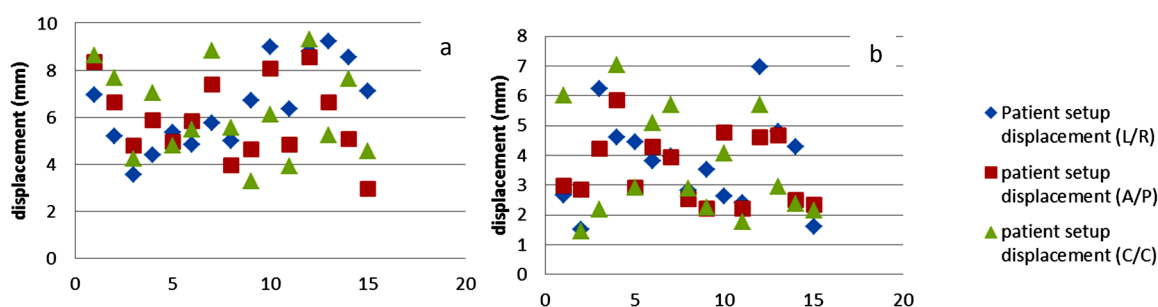 10
8
6
4
2
0
displacement (mm)
a
0 5 10 15 20
8
7
6
5
4
3
2
1
0
displacement (mm)
b
0 5 10 15 20
Patient setup
displacement (L/R)
patient setup
displacement (A/P)
patient setup
displacement (C/C)